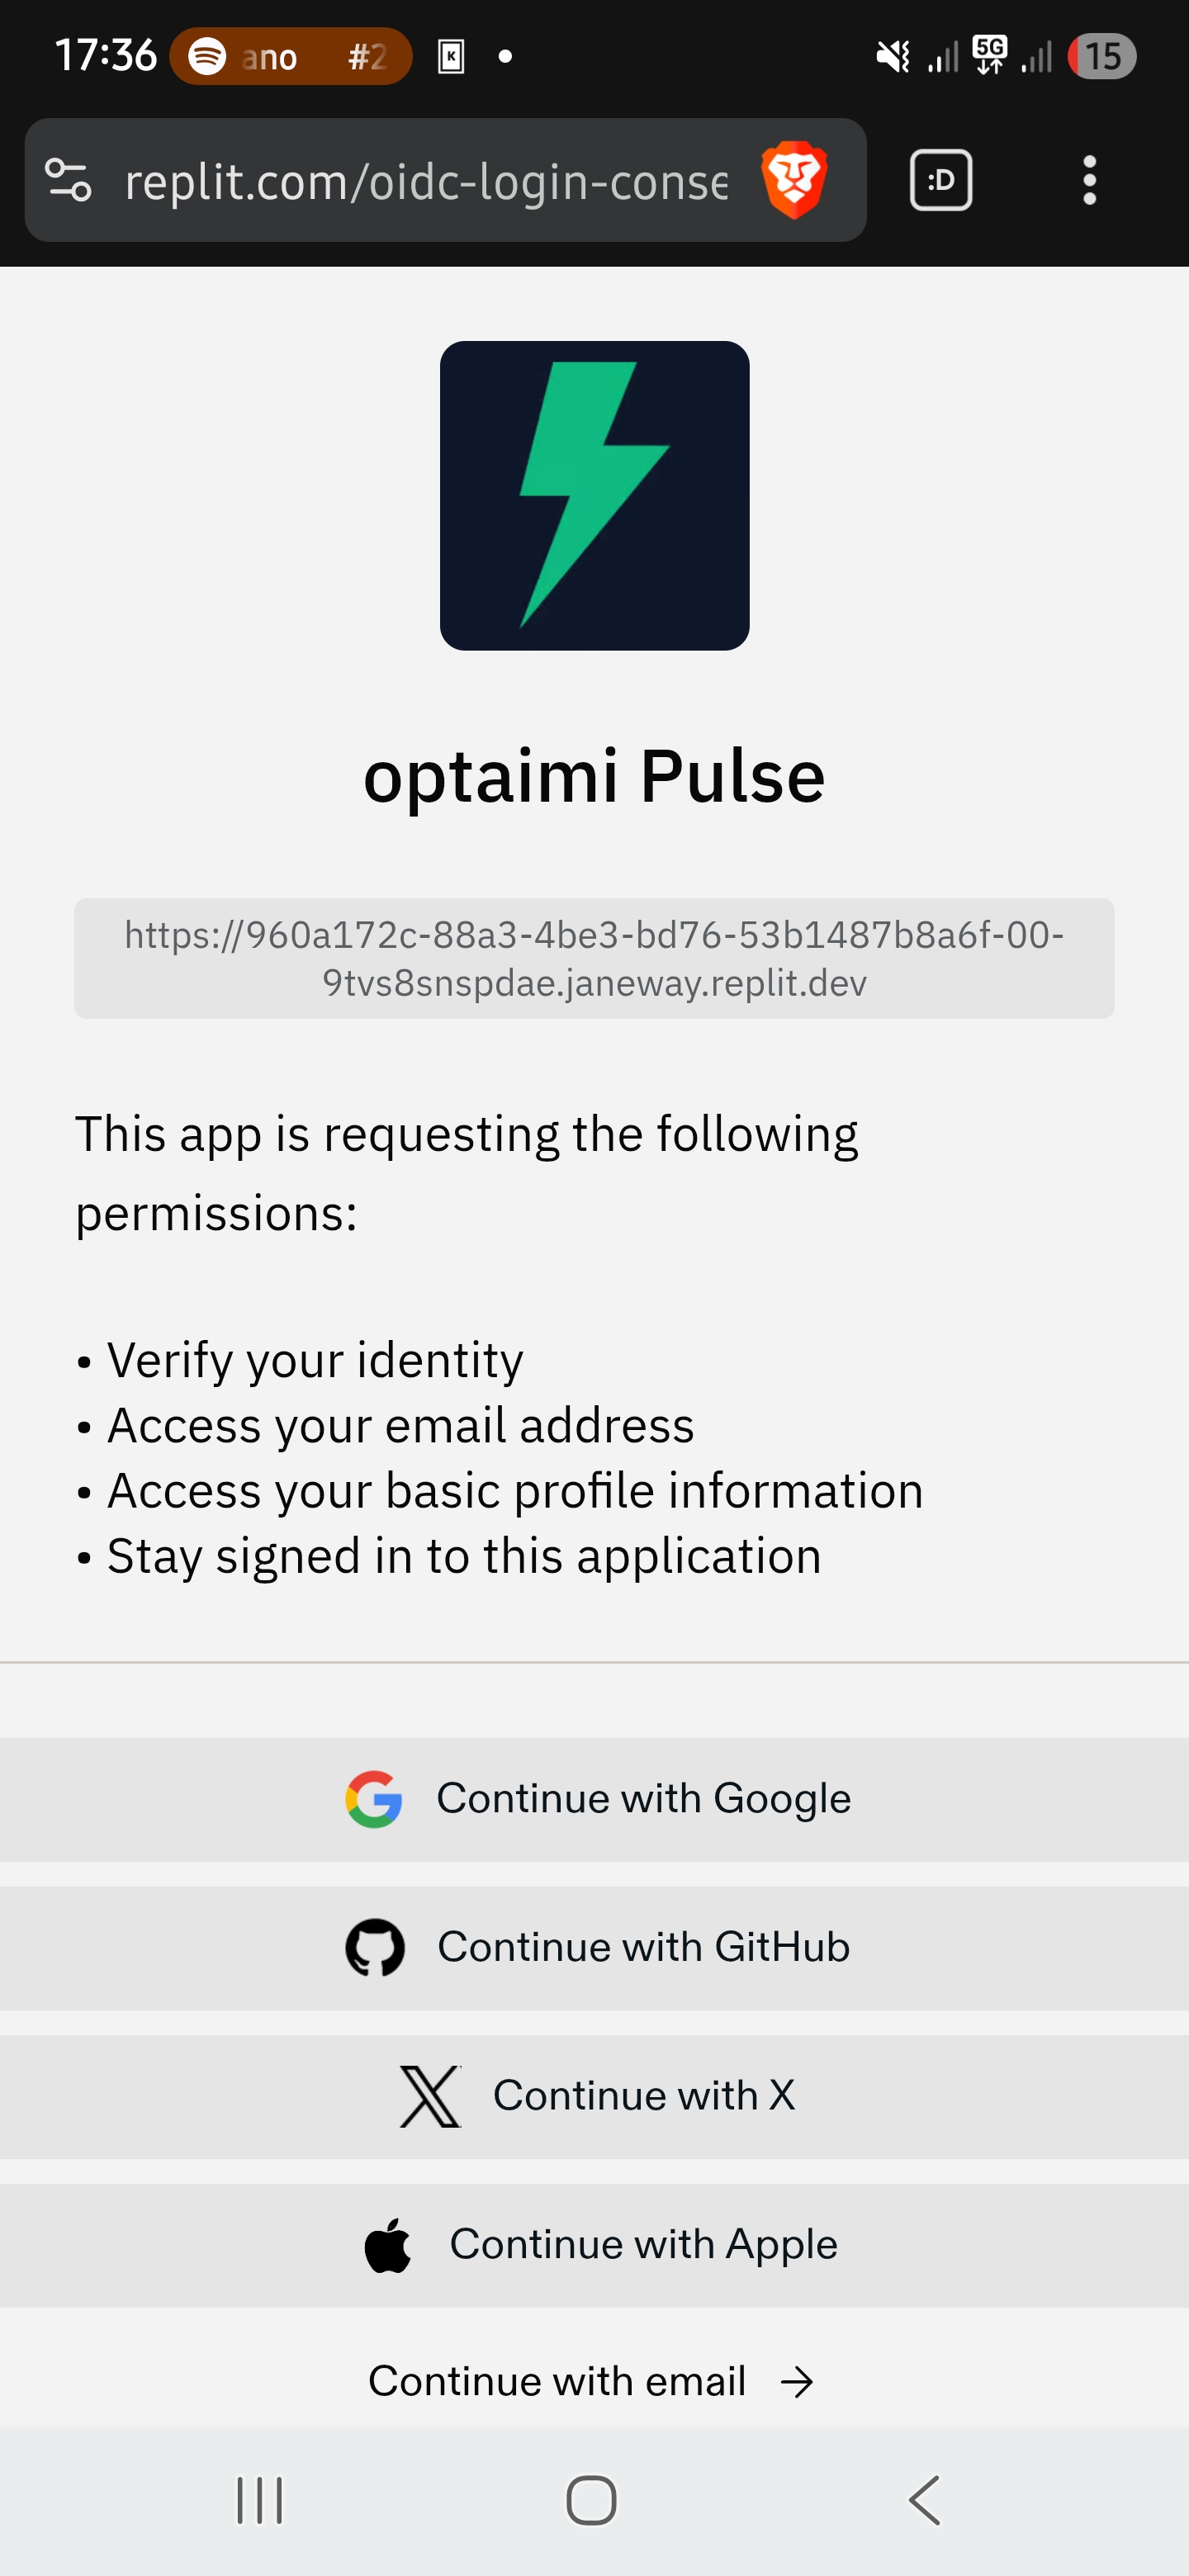 17:36 ano #2 K 5G 15
replit.com/oidc-login-conse :D
optaimi Pulse
https://960a172c-88a3-4be3-bd76-53b1487b8a6f-00-
9tvs8snspdae.janeway.replit.dev
This app is requesting the following
permissions:
• Verify your identity
• Access your email address
• Access your basic profile information
• Stay signed in to this application
Continue with Google
Continue with GitHub
Continue with X
Continue with Apple
Continue with email →